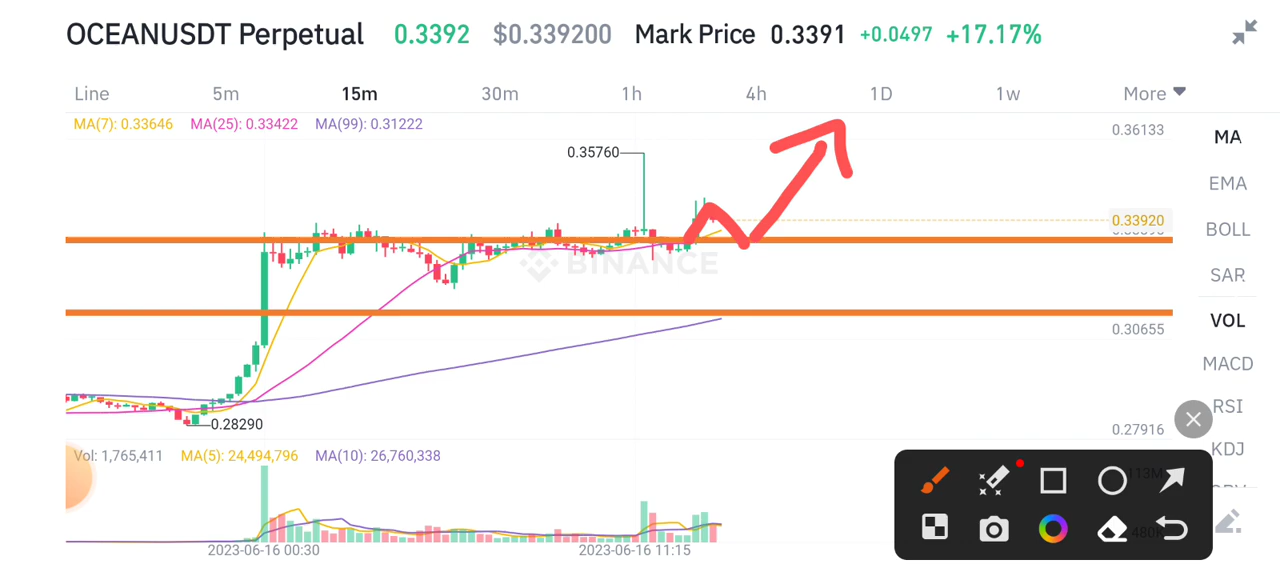 OCEANUSDT Perpetual 0.3392 $0.339200 Mark Price 0.3391 +0.0497 +17.17%
Line 5m 15m 30m 1h 4h 1D 1w More
MA(7): 0.33646 MA(25): 0.33422 MA(99): 0.31222
0.36133
MA
0.35760
EMA
0.33920
BOLL
BINANCE
SAR
VOL
0.30655
MACD
RSI
0.28290
0.27916
KDJ
Vol: 1,765,411 MA(5): 24,494,796 MA(10): 26,760,338
113M
480K
2023-06-16 00:30 2023-06-16 11:15